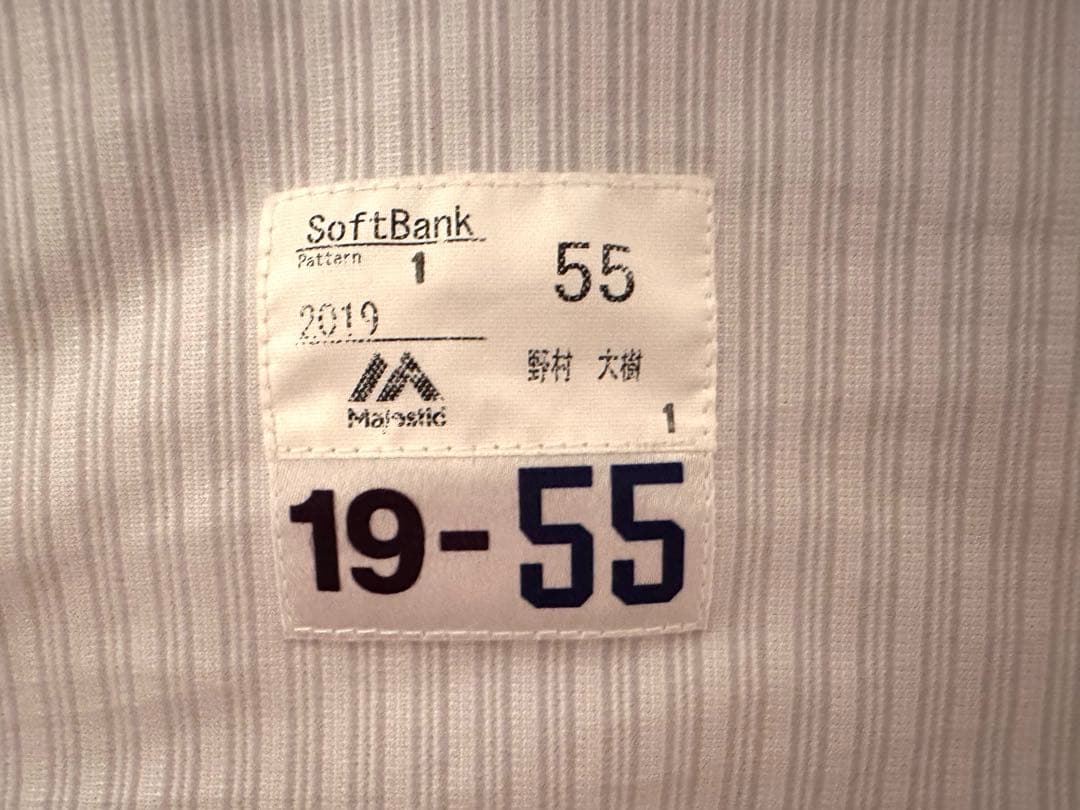 SoftBank
Pattern 1
55
2019
Majestic
野村 大樹
1
19-55